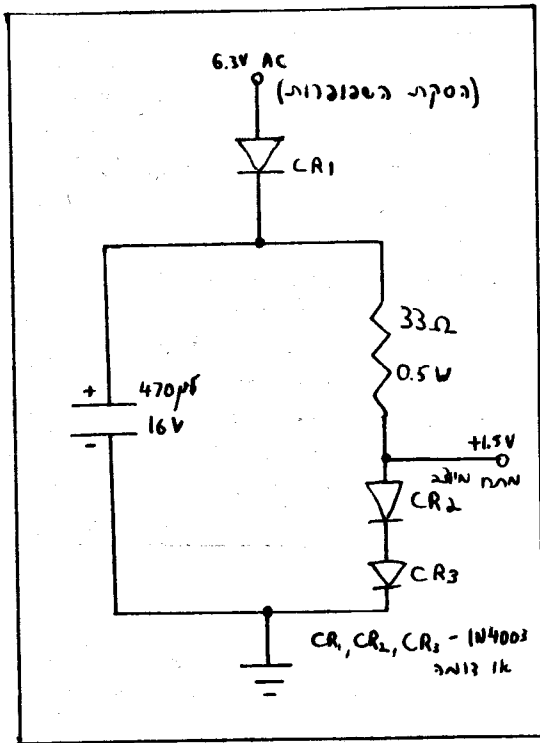 6.3V AC
(הסקת השפופרות)
CR1
33Ω
0.5W
+
470μF
16V
-
+1.5V
מתח מיוצב
CR2
CR3
CR1, CR2, CR3 - 1N4003
או דומה